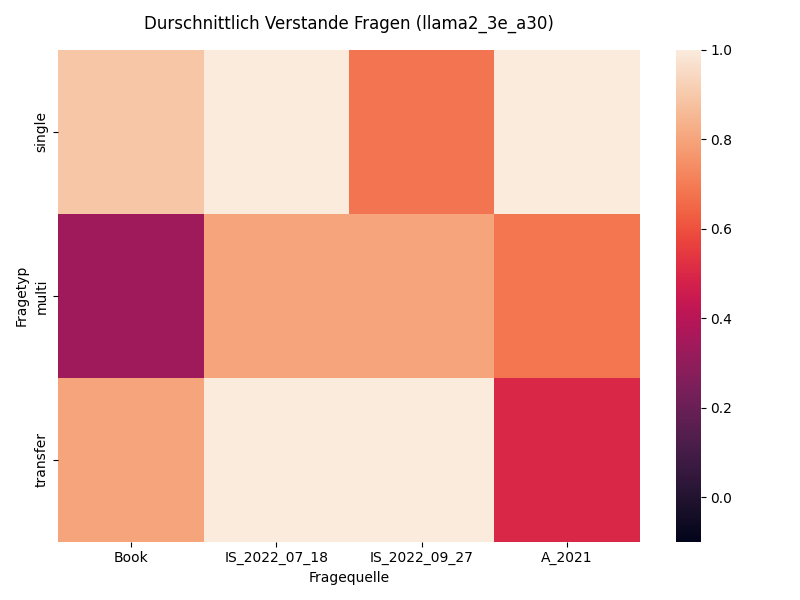 Durschnittlich Verstande Fragen (llama2_3e_a30)
Fragetyp
single
multi
transfer
Book IS_2022_07_18 IS_2022_09_27 A_2021
Fragequelle
1.0
0.8
0.6
0.4
0.2
0.0